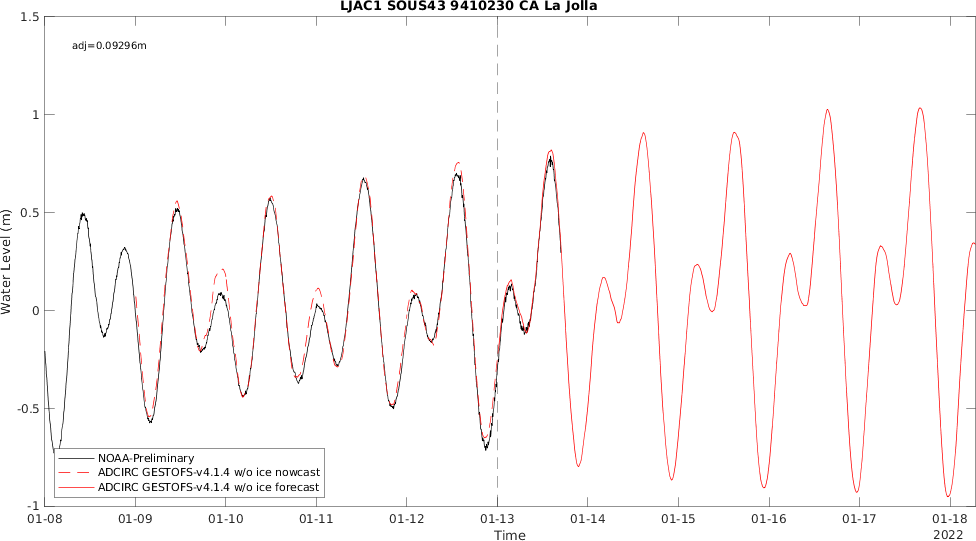 LJAC1 SOUS43 9410230 CA La Jolla
1.5
adj=0.09296m
1
0.5
Water Level (m)
0
-0.5
NOAA-Preliminary
ADCIRC GESTOFS-v4.1.4 w/o ice nowcast
ADCIRC GESTOFS-v4.1.4 w/o ice forecast
-1
01-08 01-09 01-10 01-11 01-12 01-13 01-14 01-15 01-16 01-17 01-18
Time 2022